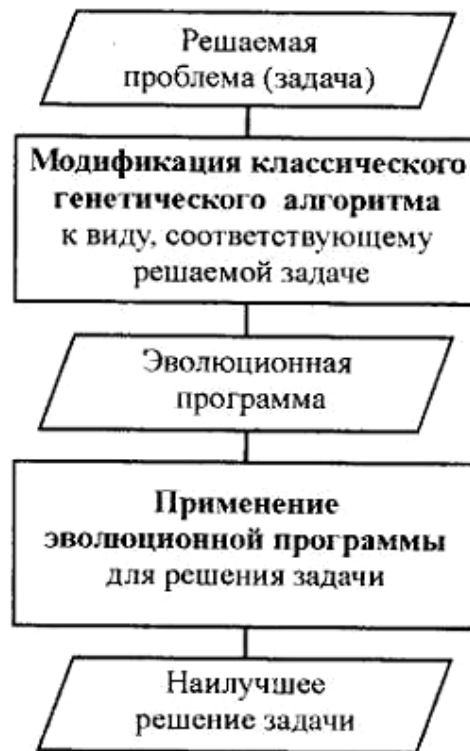 Решаемая
проблема (задача)
Модификация классического
генетического алгоритма
к виду, соответствующему
решаемой задаче
Эволюционная
программа
Применение
эволюционной программы
для решения задачи
Наилучшее
решение задачи